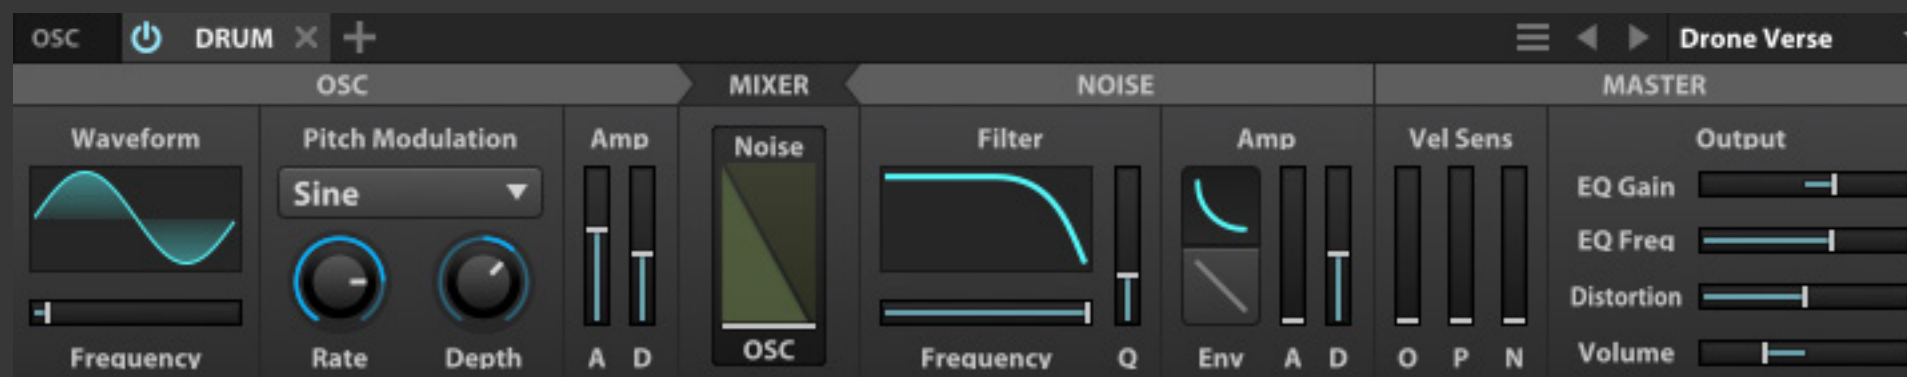 OSC DRUM Drone Verse
OSC MIXER NOISE MASTER
Waveform Pitch Modulation Amp Noise Filter Amp Vel Sens Output
Sine
EQ Gain
EQ Freq
Distortion
Volume
Frequency Rate Depth A D OSC Frequency Q Env A D O P N